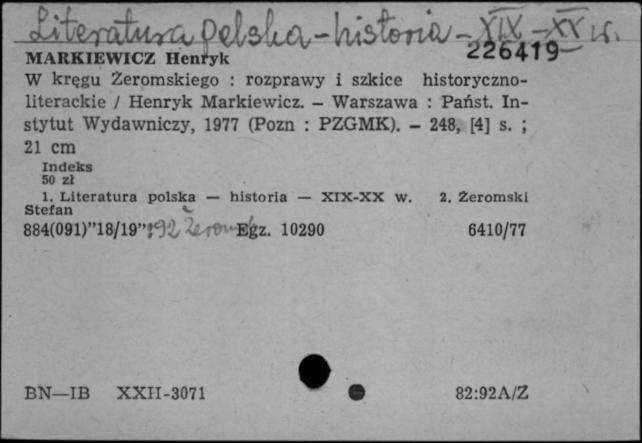 Literatura polska – historia – XIX – XX w.
226419
MARKIEWICZ Henryk
W kręgu Żeromskiego : rozprawy i szkice historyczno-
literackie / Henryk Markiewicz. – Warszawa : Państ. In-
stytut Wydawniczy, 1977 (Pozn : PZGMK). – 248, [4] s. ;
21 cm
Indeks
50 zł
1. Literatura polska — historia — XIX-XX w. 2. Żeromski
Stefan
884(091)"18/19":92 Egz. 10290 6410/77
BN—IB XXII-3071 82:92A/Z